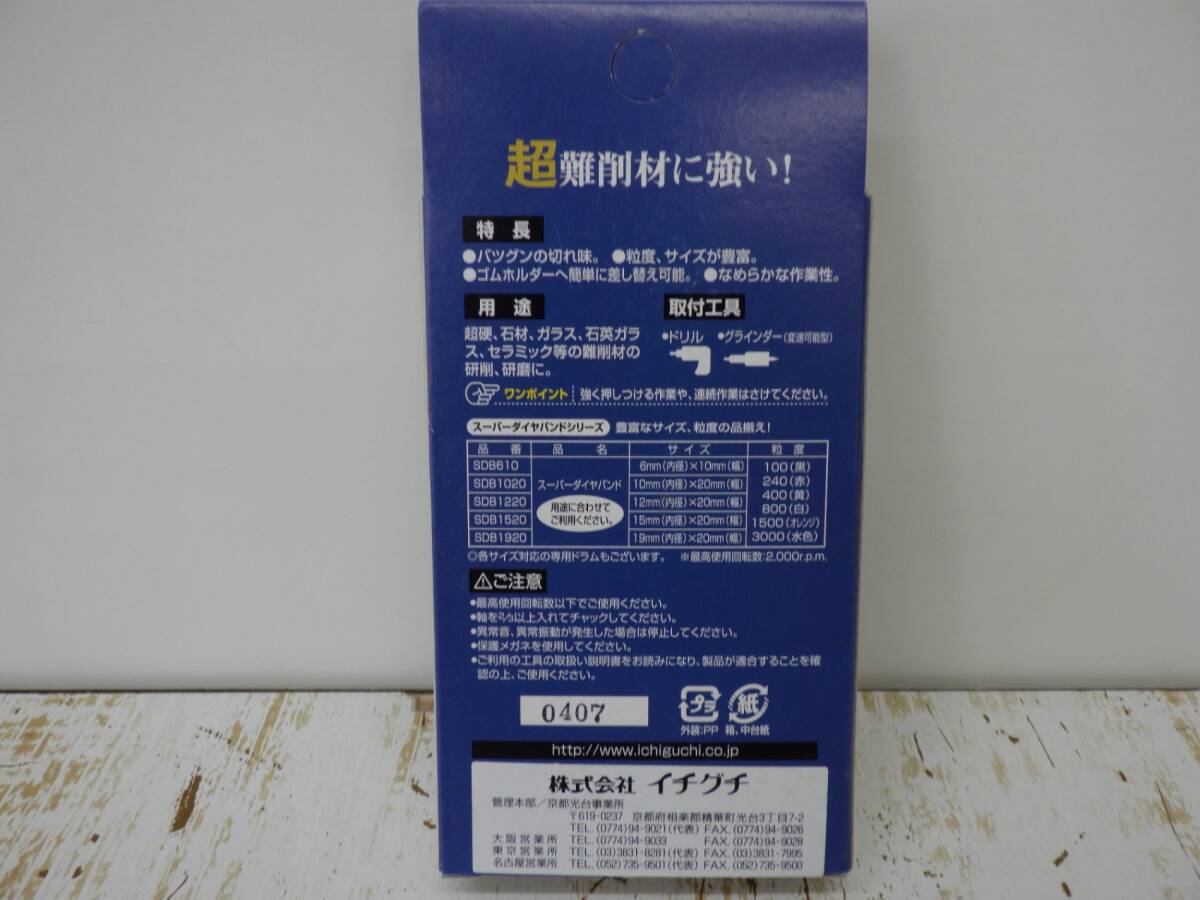 超難削材に強い!
特長
●バツグンの切れ味。 ●粒度、サイズが豊富。
●ゴムホルダーへ簡単に差し替え可能。 ●なめらかな作業性。
用途
超硬、石材、ガラス、石英ガラ
ス、セラミック等の難削材の
研削、研磨に。
取付工具
●ドリル ●グラインダー(変速可能型)
ワンポイント 強く押しつける作業や、連続作業はさけてください。
スーパーダイヤバンドシリーズ 豊富なサイズ、粒度の品揃え!
品番 品名 サイズ 粒度
SDB610 6mm(内径)×10mm(幅)
SDB1020 10mm(内径)×20mm(幅)
SDB1220 12mm(内径)×20mm(幅)
SDB1520 15mm(内径)×20mm(幅)
SDB1920 19mm(内径)×20mm(幅)
スーパーダイヤバンド
用途に合わせて
ご利用ください。
100(黒)
240(赤)
400(黄)
800(白)
1500(オレンジ)
3000(水色)
◎各サイズ対応の専用ドラムもございます。 ※最高使用回転数:2,000r.p.m.
⚠ご注意
●最高使用回転数以下でご使用ください。
●軸を2/3以上入れてチャックしてください。
●異常音、異常振動が発生した場合は停止してください。
●保護メガネを使用してください。
●ご利用の工具の取扱い説明書をお読みになり、製品が適合することを確
認の上、ご使用ください。
0407
プラ 紙
外装:PP 箱、中台紙
http://www.ichiguchi.co.jp
株式会社 イチグチ
管理本部/京都光台事業所
〒619-0237 京都府相楽郡精華町光台3丁目7-2
TEL.(0774)94-9021(代表) FAX.(0774)94-9026
大阪営業所 TEL.(0774)94-9033 FAX.(0774)94-9028
東京営業所 TEL.(03)3831-8281(代表) FAX.(03)3831-7995
名古屋営業所 TEL.(052)735-9501(代表) FAX.(052)735-9500